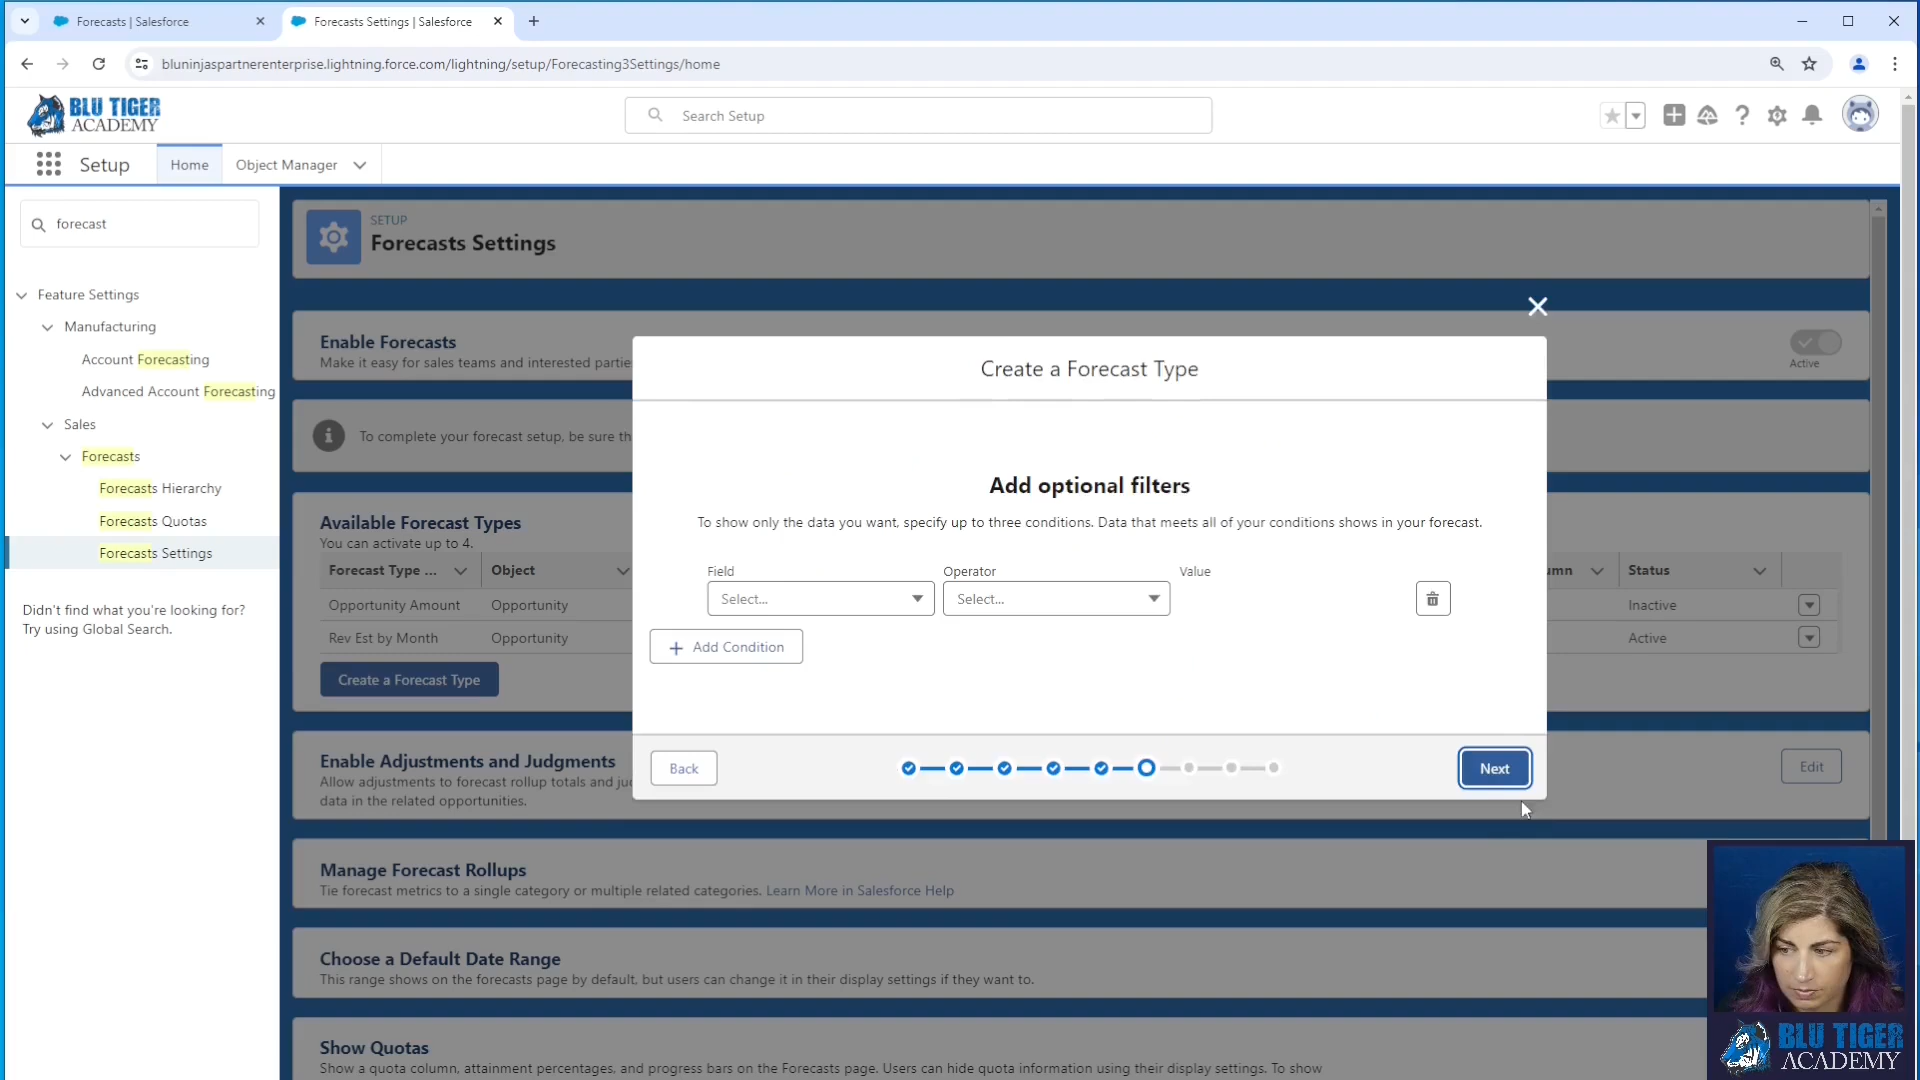 Forecasts | Salesforce
Forecasts Settings | Salesforce
bluninjaspartnerenterprise.lightning.force.com/lightning/setup/Forecasting3Settings/home
BLU TIGER
ACADEMY
Search Setup
Setup
Home
Object Manager
forecast
SETUP
Forecasts Settings
Feature Settings
Manufacturing
Account Forecasting
Advanced Account Forecasting
Sales
Forecasts
Forecasts Hierarchy
Forecasts Quotas
Forecasts Settings
Didn't find what you're looking for?
Try using Global Search.
Enable Forecasts
Make it easy for sales teams and interested partie
Active
To complete your forecast setup, be sure th
Available Forecast Types
You can activate up to 4.
Forecast Type ...
Object
umn
Status
Opportunity Amount
Opportunity
Inactive
Rev Est by Month
Opportunity
Active
Create a Forecast Type
Create a Forecast Type
Add optional filters
To show only the data you want, specify up to three conditions. Data that meets all of your conditions shows in your forecast.
Field
Operator
Value
Select...
Select...
Add Condition
Back
Next
Enable Adjustments and Judgments
Allow adjustments to forecast rollup totals and ju
data in the related opportunities.
Edit
Manage Forecast Rollups
Tie forecast metrics to a single category or multiple related categories. Learn More in Salesforce Help
Choose a Default Date Range
This range shows on the forecasts page by default, but users can change it in their display settings if they want to.
Show Quotas
Show a quota column, attainment percentages, and progress bars on the Forecasts page. Users can hide quota information using their display settings. To show
BLU TIGER
ACADEMY